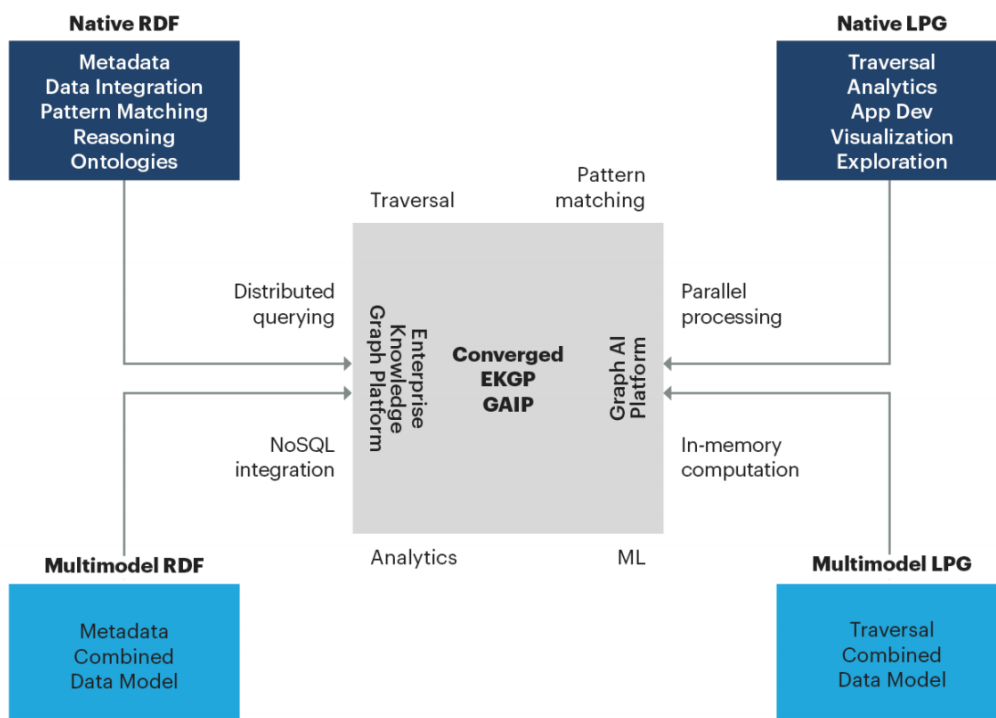 Native RDF
Metadata
Data Integration
Pattern Matching
Reasoning
Ontologies
Native LPG
Traversal
Analytics
App Dev
Visualization
Exploration
Traversal
Pattern
matching
Distributed
querying
Parallel
processing
Enterprise
Knowledge
Graph Platform
Converged
EKGP
GAIP
Graph AI
Platform
NoSQL
integration
In-memory
computation
Analytics
ML
Multimodel RDF
Metadata
Combined
Data Model
Multimodel LPG
Traversal
Combined
Data Model